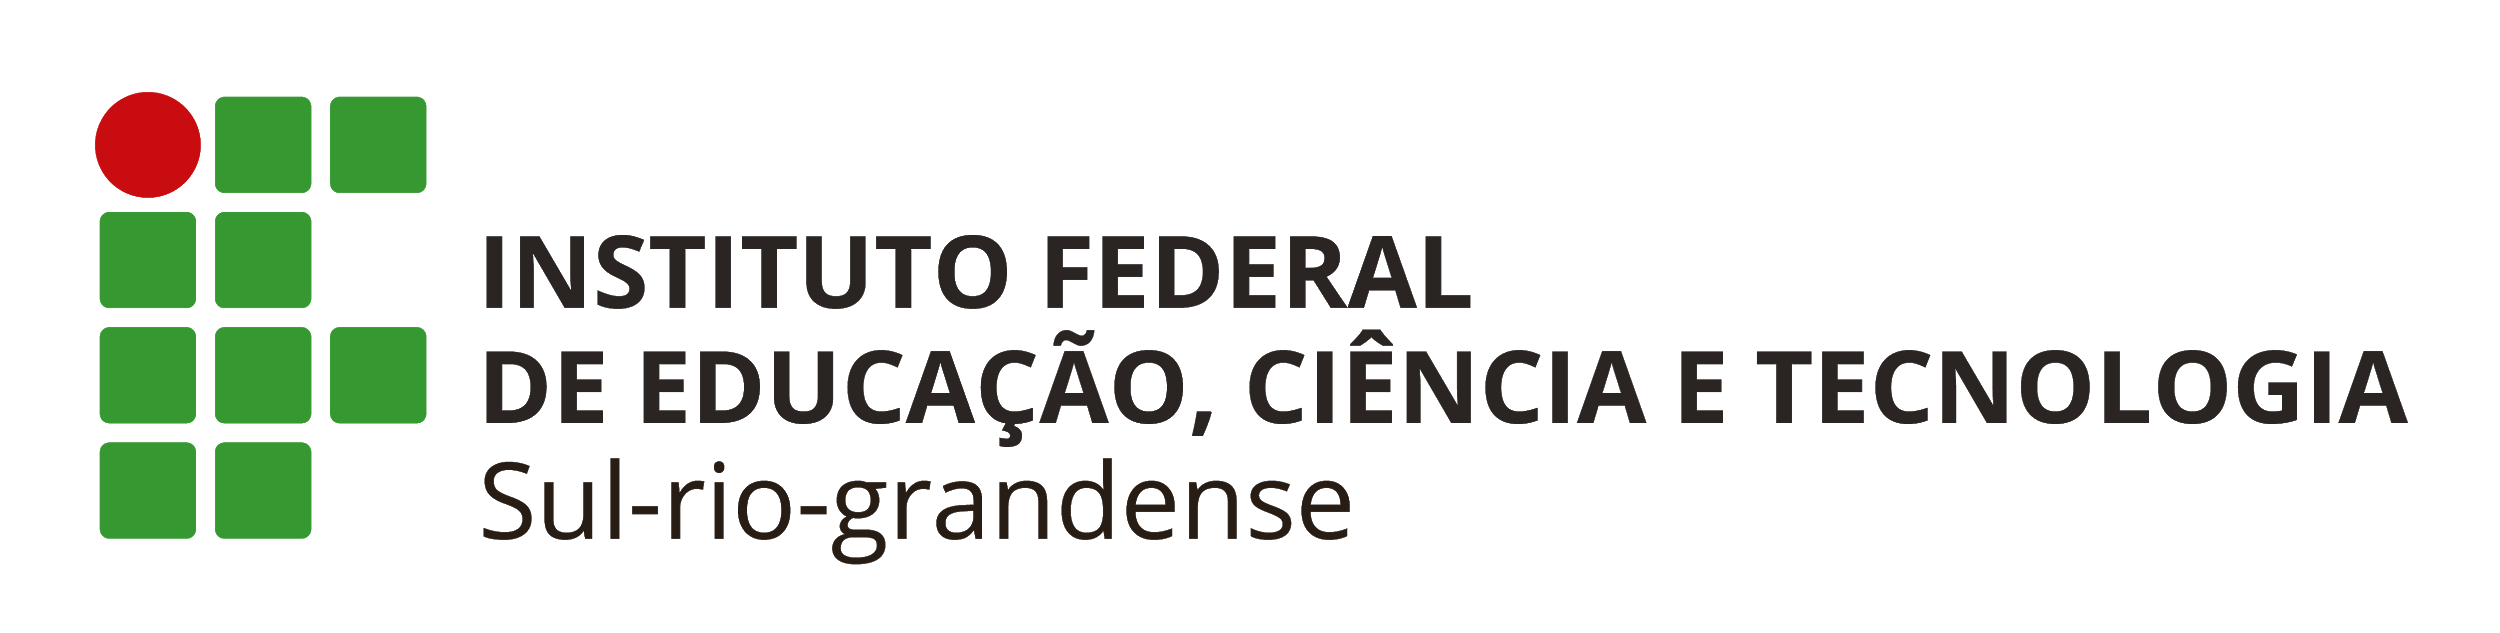 INSTITUTO FEDERAL
DE EDUCAÇÃO, CIÊNCIA E TECNOLOGIA
Sul-rio-grandense